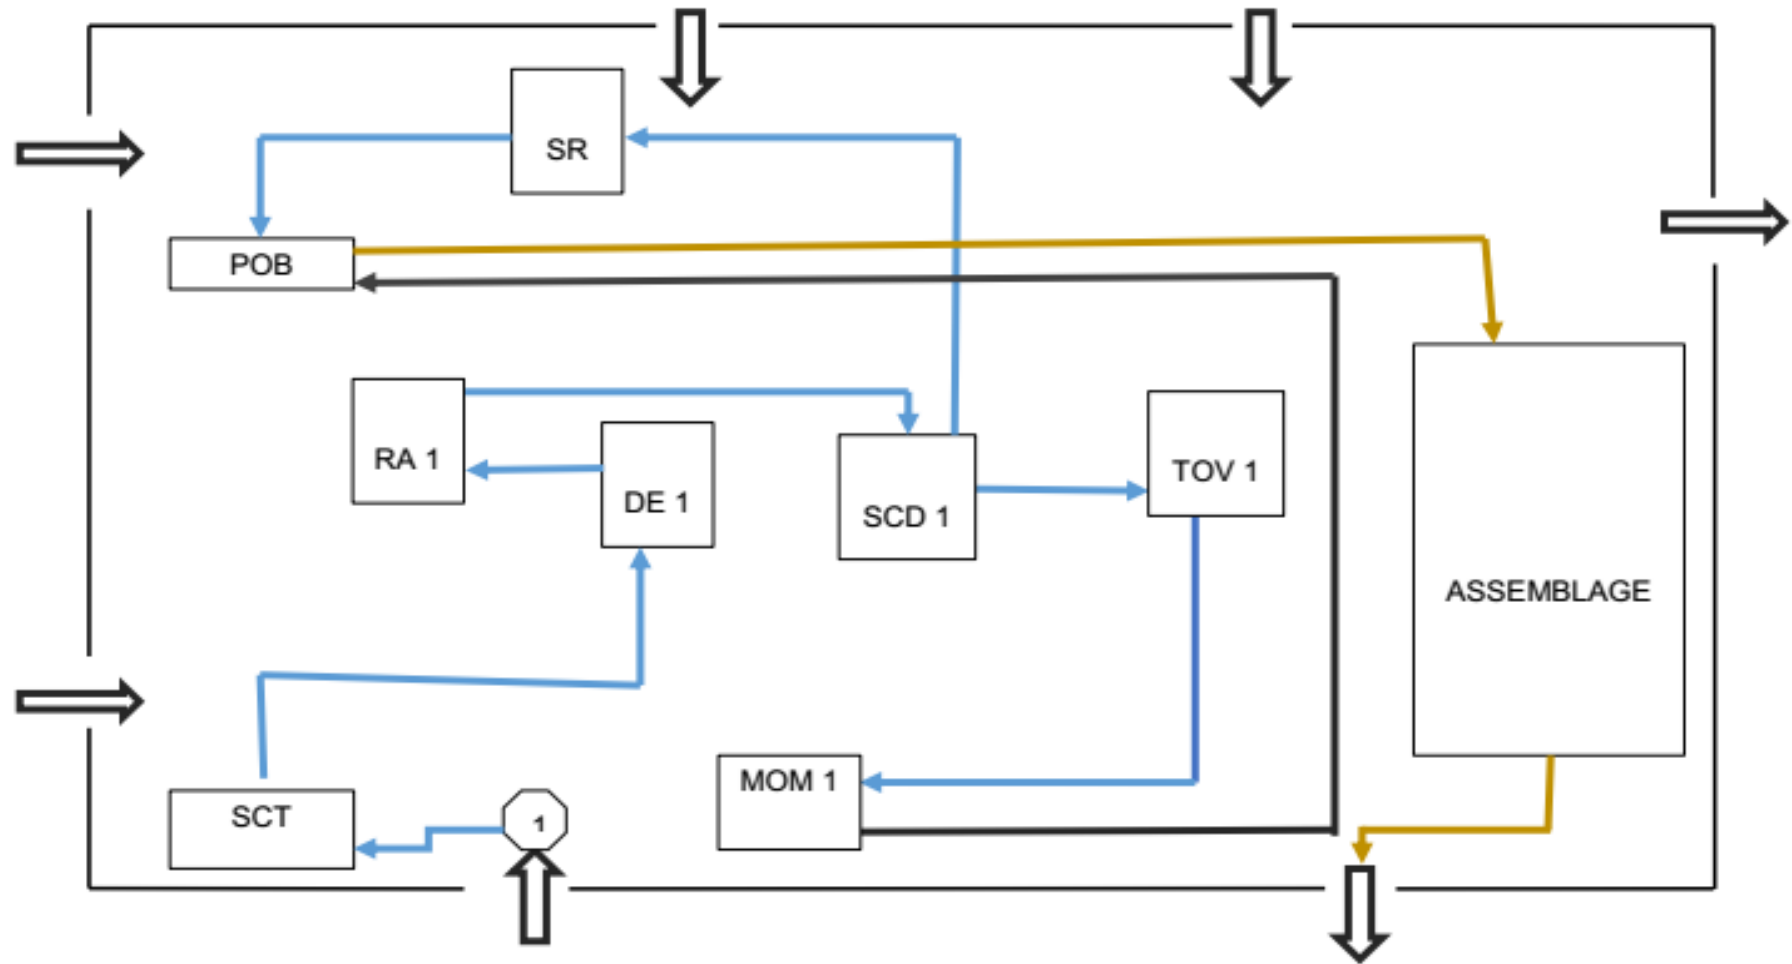 SR
POB
RA 1
DE 1
SCD 1
TOV 1
ASSEMBLAGE
MOM 1
SCT
1